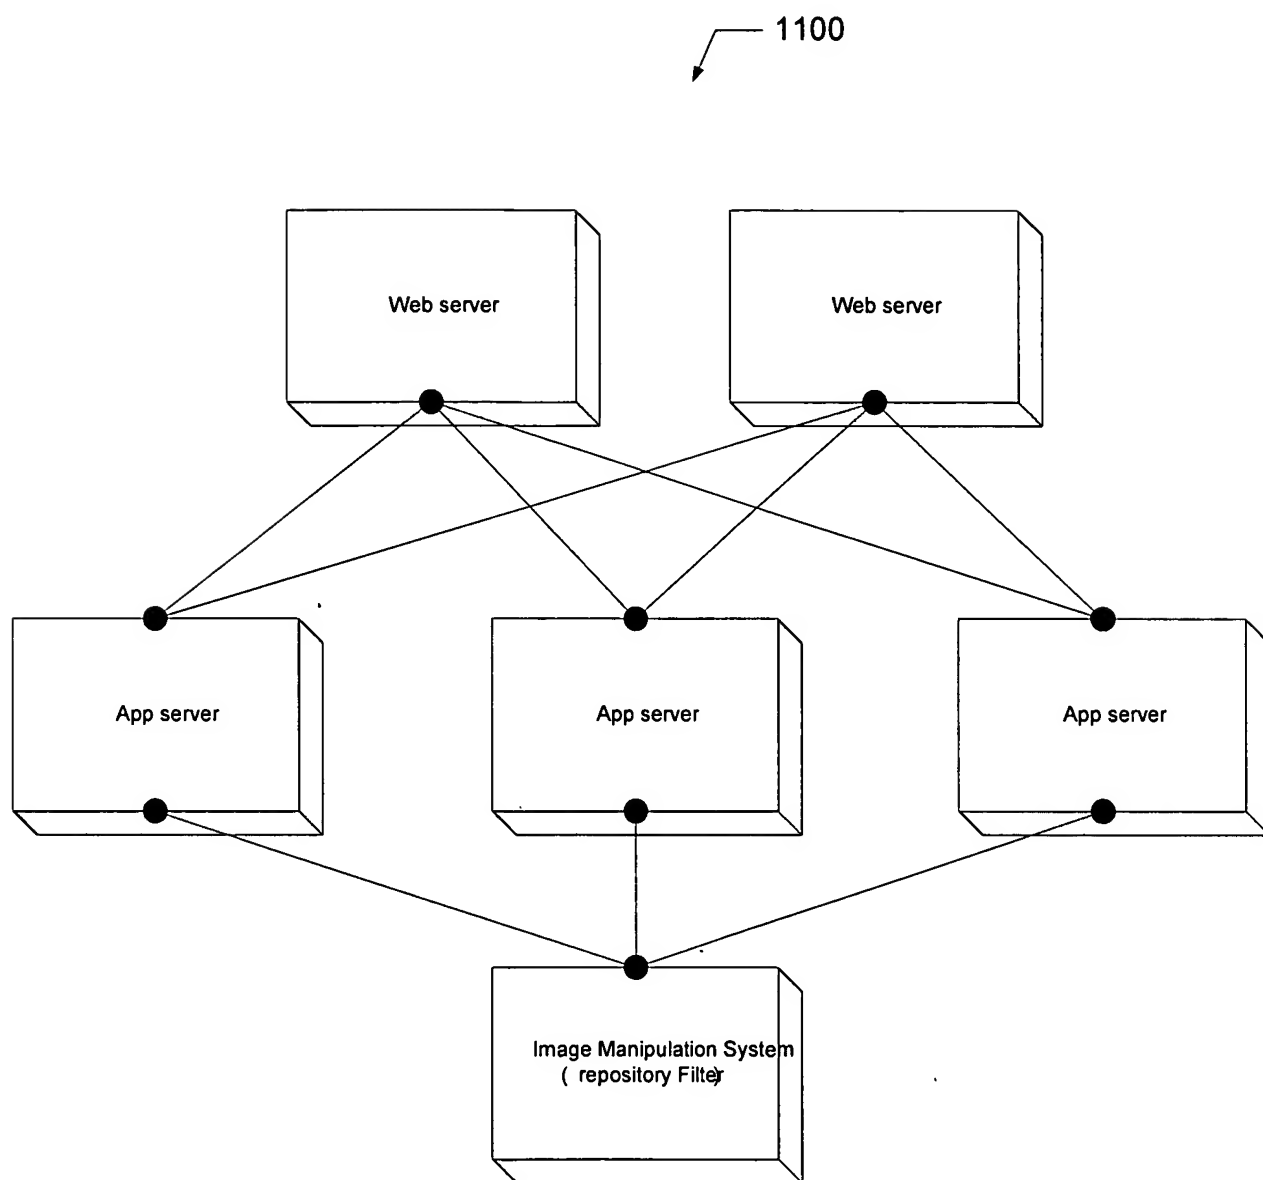 1100
Web server
Web server
App server
App server
App server
Image Manipulation System
( repository Filter)